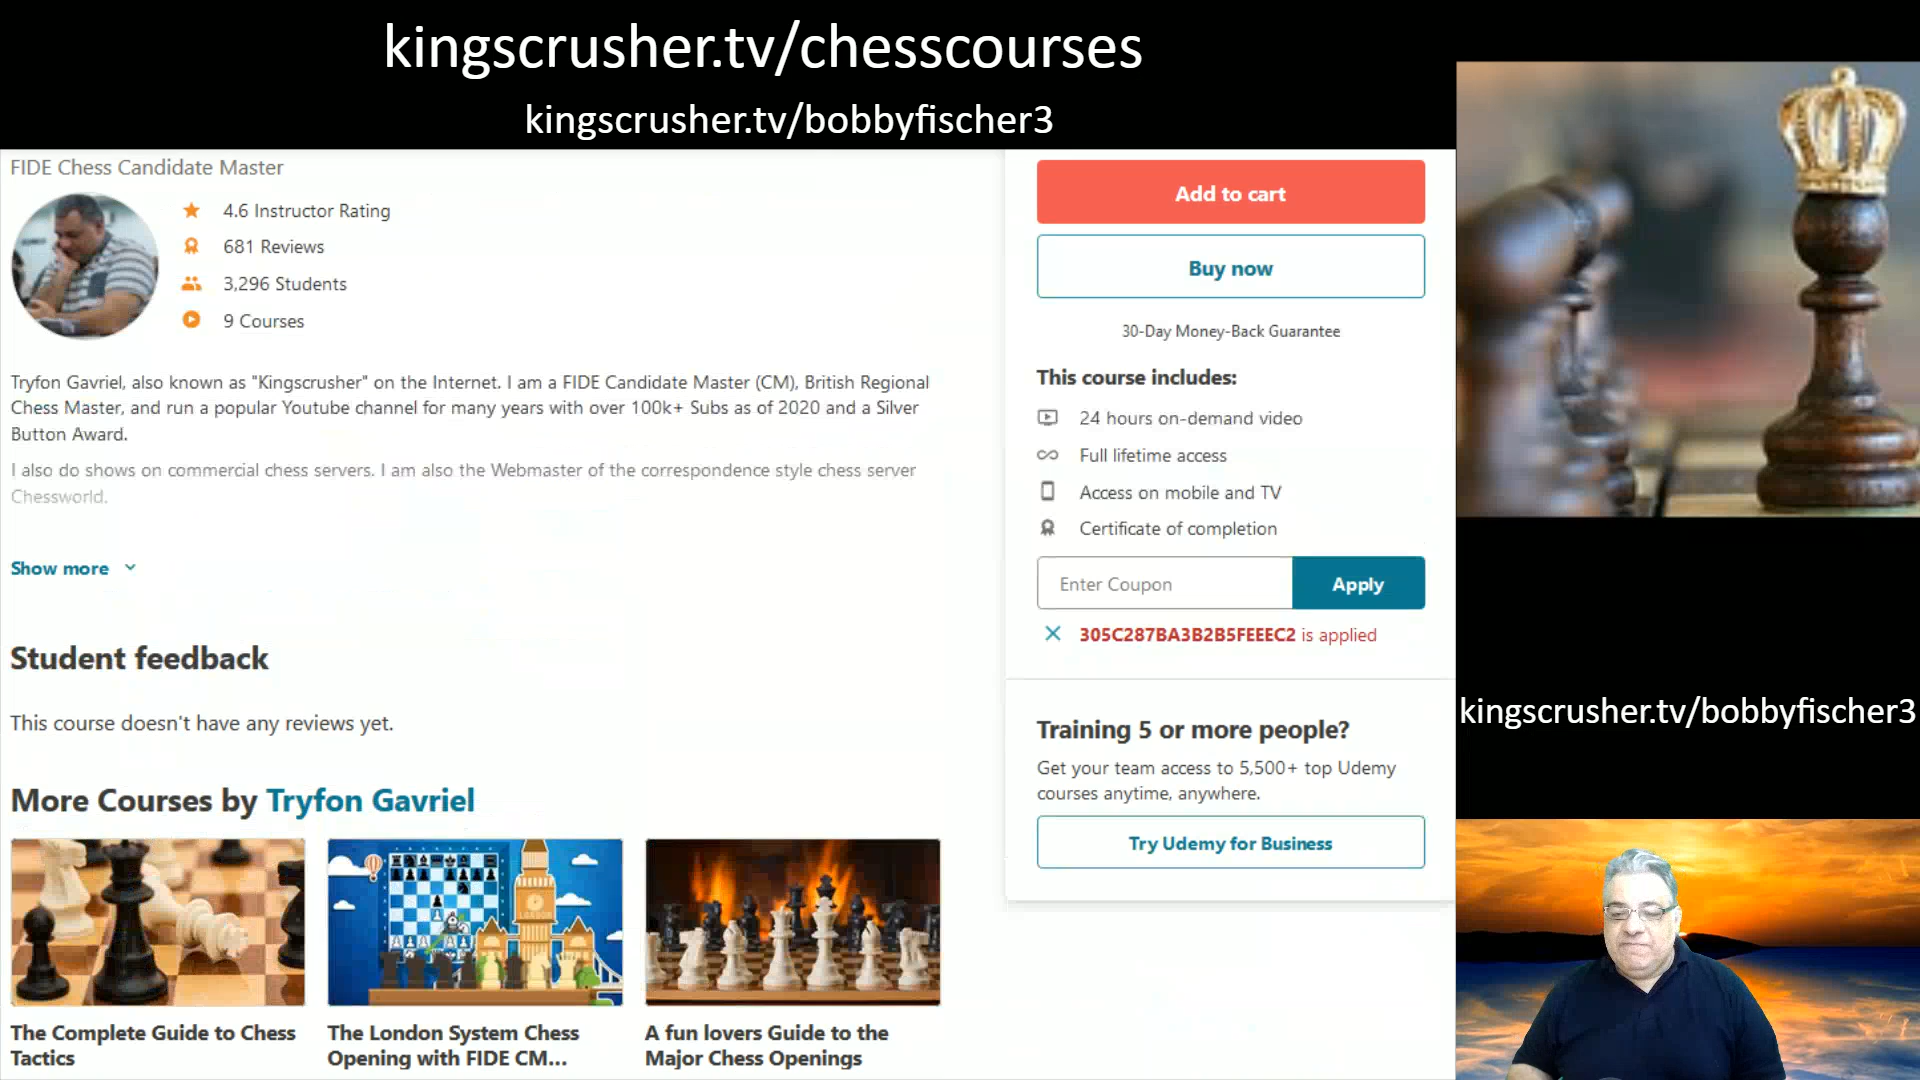 kingscrusher.tv/chesscourses
kingscrusher.tv/bobbyfischer3
FIDE Chess Candidate Master
4.6 Instructor Rating
681 Reviews
3,296 Students
9 Courses
Tryfon Gavriel, also known as "Kingscrusher" on the Internet. I am a FIDE Candidate Master (CM), British Regional
Chess Master, and run a popular Youtube channel for many years with over 100k+ Subs as of 2020 and a Silver
Button Award.
I also do shows on commercial chess servers. I am also the Webmaster of the correspondence style chess server
Chessworld.
Show more
Student feedback
This course doesn't have any reviews yet.
More Courses by Tryfon Gavriel
The Complete Guide to Chess
Tactics
The London System Chess
Opening with FIDE CM...
A fun lovers Guide to the
Major Chess Openings
Add to cart
Buy now
30-Day Money-Back Guarantee
This course includes:
24 hours on-demand video
Full lifetime access
Access on mobile and TV
Certificate of completion
Enter Coupon
Apply
305C287BA3B2B5FEEEC2 is applied
Training 5 or more people?
Get your team access to 5,500+ top Udemy
courses anytime, anywhere.
Try Udemy for Business
kingscrusher.tv/bobbyfischer3